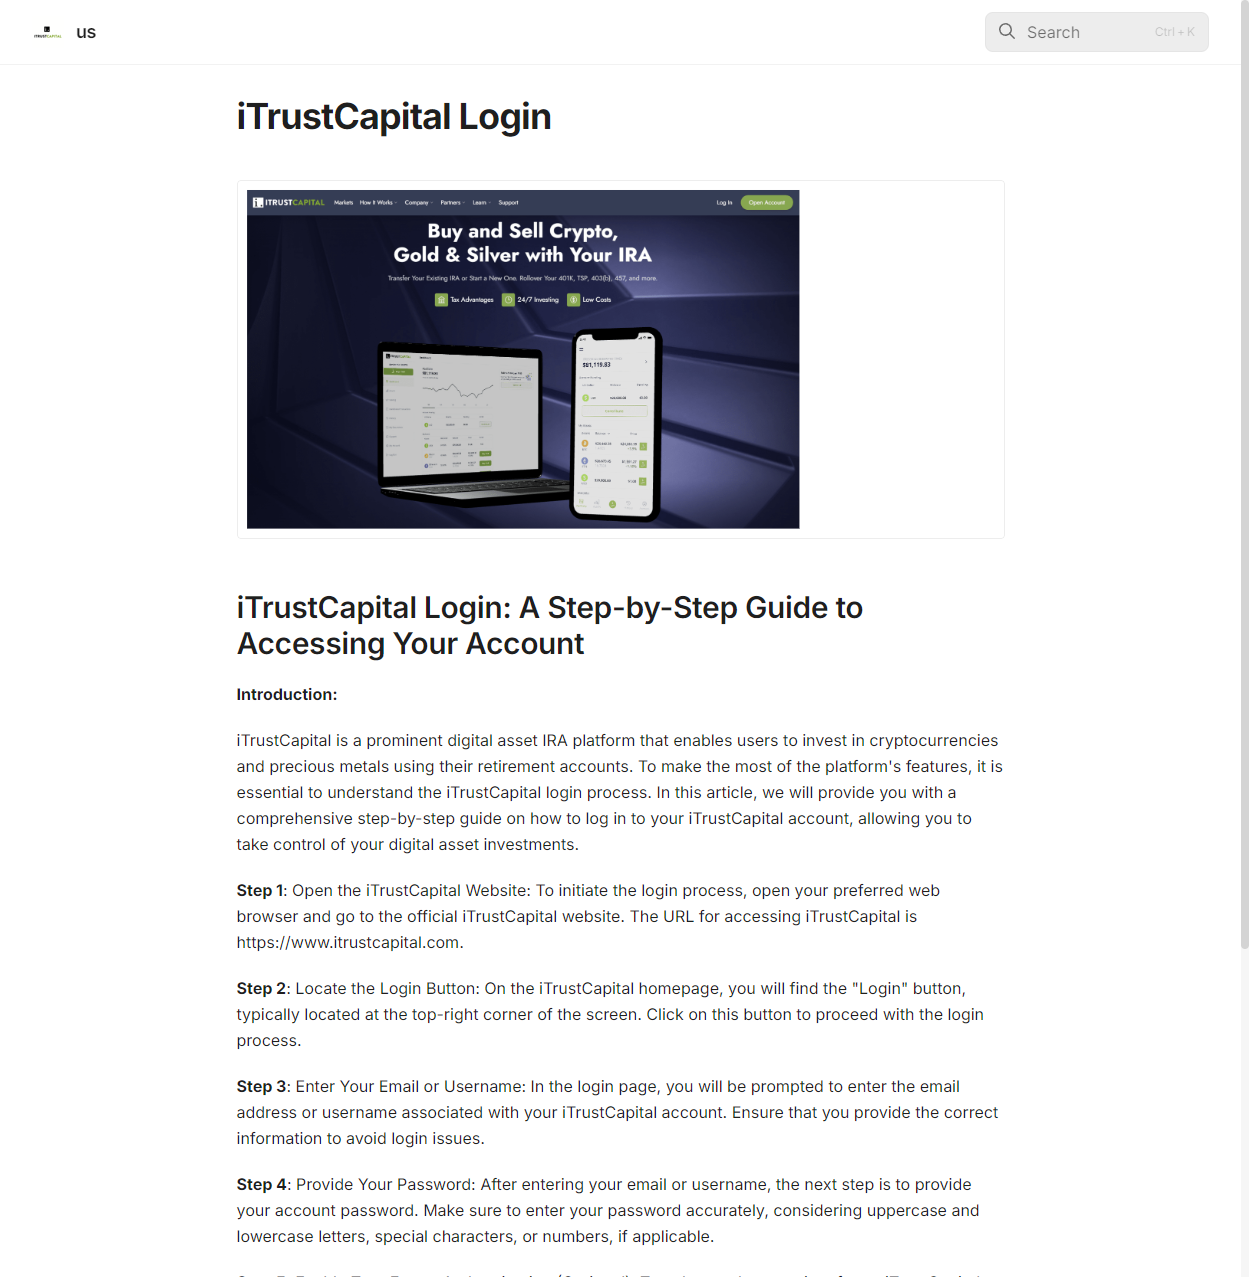 us
Search
Ctrl + K
iTrustCapital Login
ITRUSTCAPITAL Markets How It Works Company Partners Learn Support Log In Open Account
Buy and Sell Crypto,
Gold & Silver with Your IRA
Transfer Your Existing IRA or Start a New One. Rollover Your 401K, TSP, 403(b), 457, and more.
Tax Advantages 24/7 Investing Low Costs
iTrustCapital Login: A Step-by-Step Guide to
Accessing Your Account
Introduction:
iTrustCapital is a prominent digital asset IRA platform that enables users to invest in cryptocurrencies
and precious metals using their retirement accounts. To make the most of the platform's features, it is
essential to understand the iTrustCapital login process. In this article, we will provide you with a
comprehensive step-by-step guide on how to log in to your iTrustCapital account, allowing you to
take control of your digital asset investments.
Step 1: Open the iTrustCapital Website: To initiate the login process, open your preferred web
browser and go to the official iTrustCapital website. The URL for accessing iTrustCapital is
https://www.itrustcapital.com.
Step 2: Locate the Login Button: On the iTrustCapital homepage, you will find the "Login" button,
typically located at the top-right corner of the screen. Click on this button to proceed with the login
process.
Step 3: Enter Your Email or Username: In the login page, you will be prompted to enter the email
address or username associated with your iTrustCapital account. Ensure that you provide the correct
information to avoid login issues.
Step 4: Provide Your Password: After entering your email or username, the next step is to provide
your account password. Make sure to enter your password accurately, considering uppercase and
lowercase letters, special characters, or numbers, if applicable.